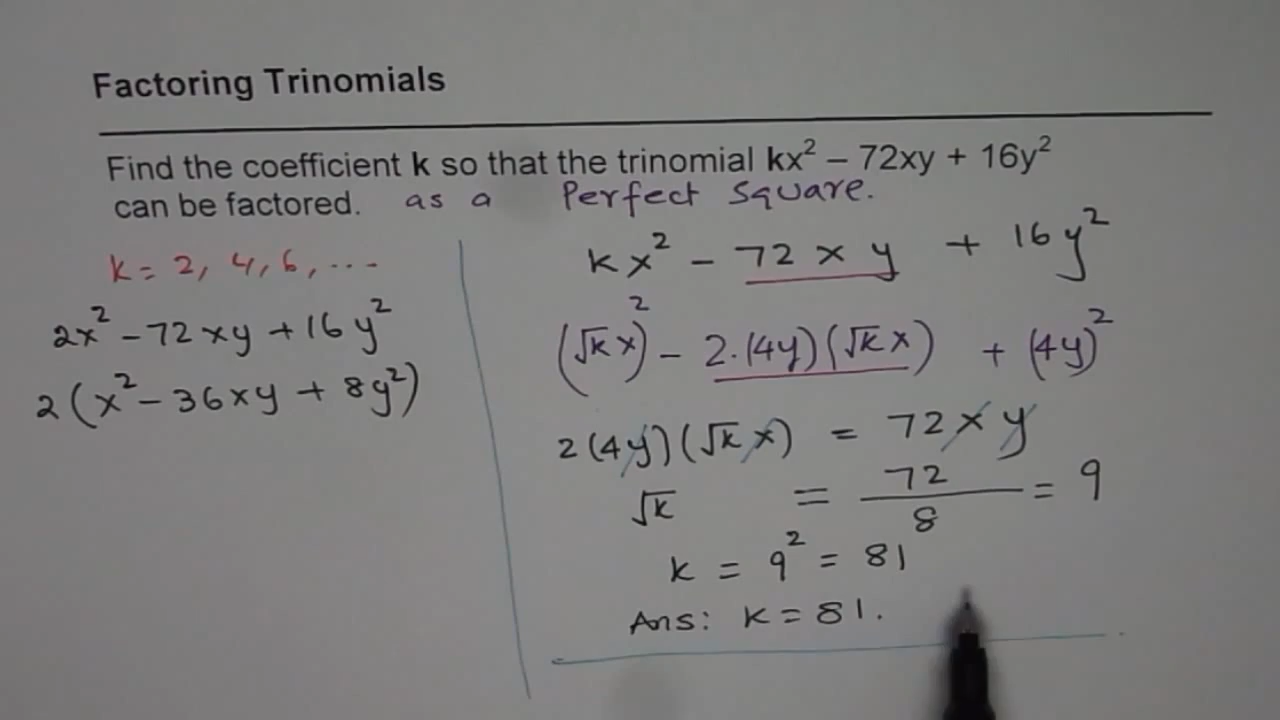 Factoring Trinomials
Find the coefficient k so that the trinomial kx² – 72xy + 16y²
can be factored. as a Perfect Square.
k = 2, 4, 6, ...
2x² - 72xy + 16y²
2(x² - 36xy + 8y²)
kx² - 72xy + 16y²
(√k x)² - 2.(4y)(√k x) + (4y)²
2(4y)(√k x) = 72xy
√k = 72/8 = 9
k = 9² = 81
Ans: k = 81.